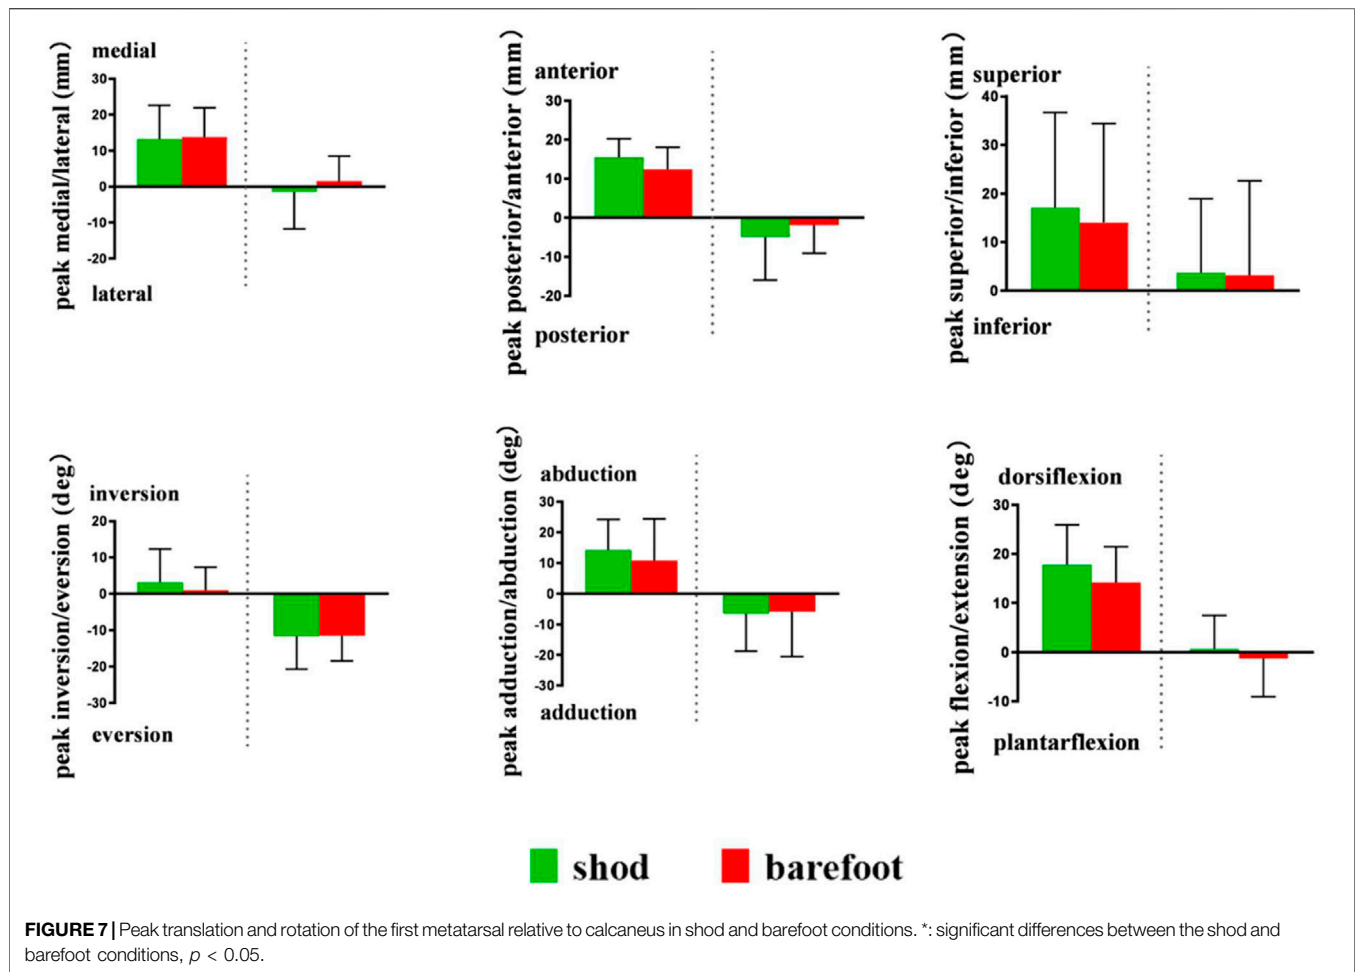 peak medial/lateral (mm)
medial
30
20
10
0
-10
-20
lateral
peak posterior/anterior (mm)
anterior
30
20
10
0
-10
-20
posterior
peak superior/inferior (mm)
superior
40
30
20
10
0
inferior
peak inversion/eversion (deg)
inversion
20
10
0
-10
-20
-30
eversion
peak adduction/abduction (deg)
abduction
30
20
10
0
-10
-20
-30
adduction
peak flexion/extension (deg)
dorsiflexion
30
20
10
0
-10
plantarflexion
shod
barefoot
FIGURE 7 | Peak translation and rotation of the first metatarsal relative to calcaneus in shod and barefoot conditions. *: significant differences between the shod and
barefoot conditions, p < 0.05.